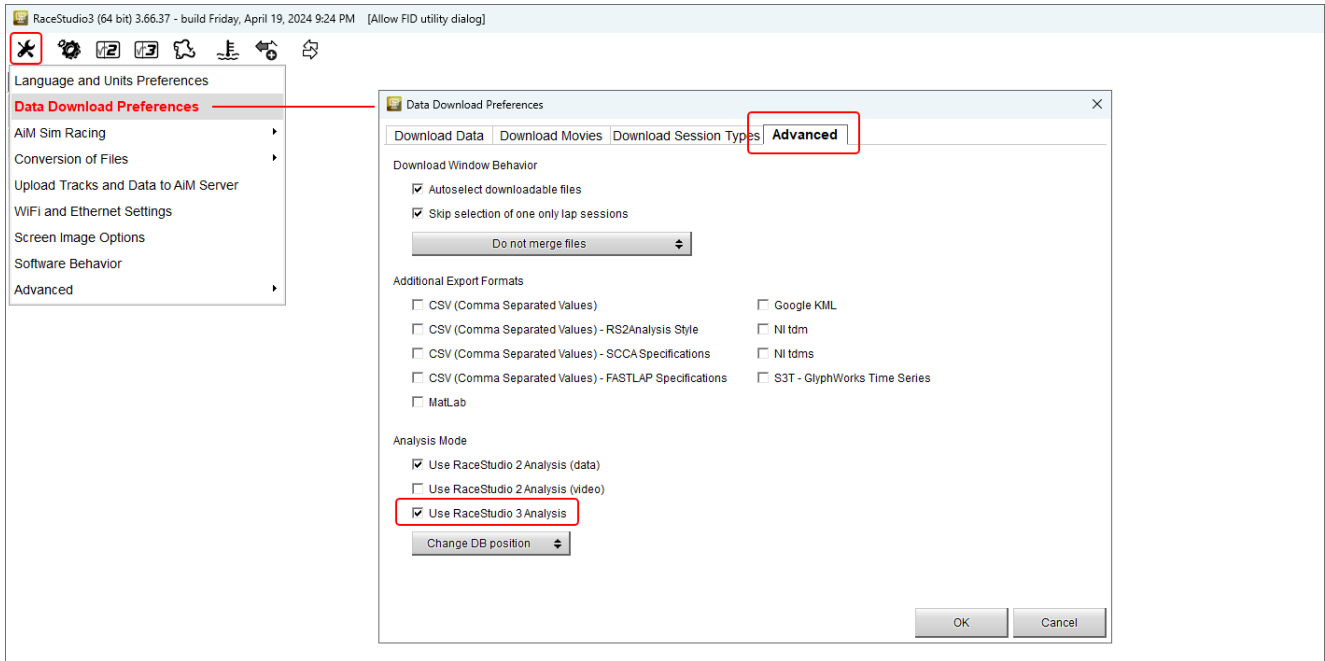 RaceStudio3 (64 bit) 3.66.37 - build Friday, April 19, 2024 9:24 PM [Allow FID utility dialog]
Language and Units Preferences
Data Download Preferences
AiM Sim Racing
Conversion of Files
Upload Tracks and Data to AiM Server
WiFi and Ethernet Settings
Screen Image Options
Software Behavior
Advanced
Data Download Preferences
Download Data Download Movies Download Session Types Advanced
Download Window Behavior
Autoselect downloadable files
Skip selection of one only lap sessions
Do not merge files
Additional Export Formats
CSV (Comma Separated Values) Google KML
CSV (Comma Separated Values) - RS2Analysis Style NI tdm
CSV (Comma Separated Values) - SCCA Specifications NI tdms
CSV (Comma Separated Values) - FASTLAP Specifications S3T - GlyphWorks Time Series
MatLab
Analysis Mode
Use RaceStudio 2 Analysis (data)
Use RaceStudio 2 Analysis (video)
Use RaceStudio 3 Analysis
Change DB position
OK Cancel